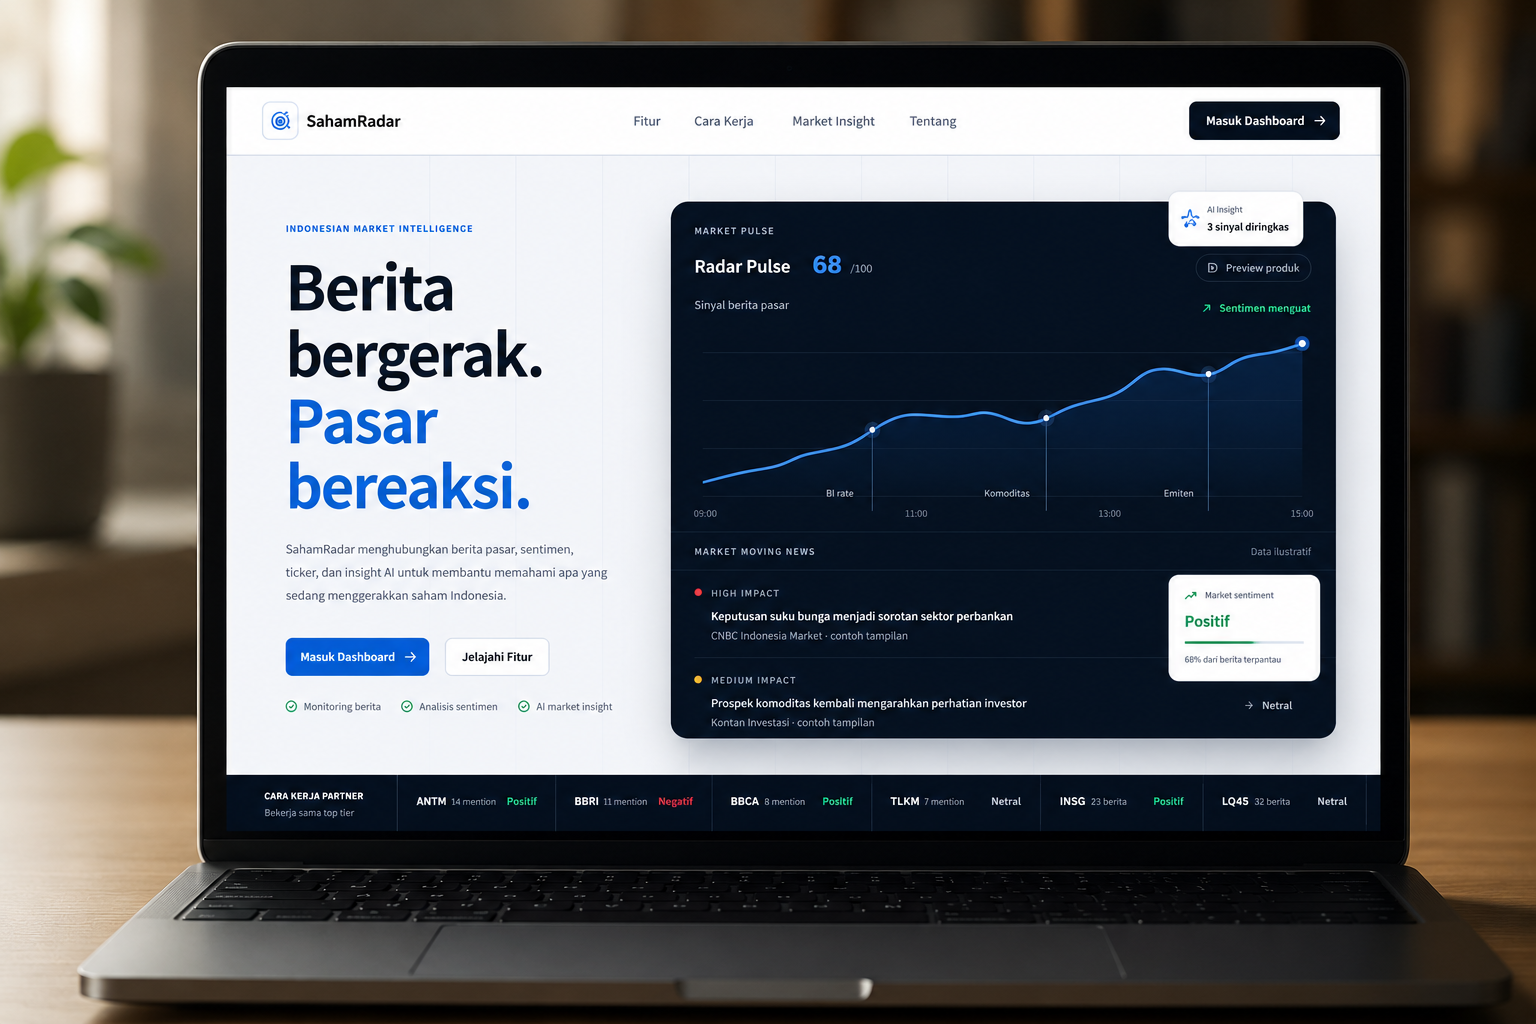 SahamRadar
Fitur
Cara Kerja
Market Insight
Tentang
Masuk Dashboard
INDONESIAN MARKET INTELLIGENCE
Berita
bergerak.
Pasar
bereaksi.
SahamRadar menghubungkan berita pasar, sentimen,
ticker, dan insight AI untuk membantu memahami apa yang
sedang menggerakkan saham Indonesia.
Masuk Dashboard
Jelajahi Fitur
Monitoring berita
Analisis sentimen
AI market insight
MARKET PULSE
AI Insight
3 sinyal diringkas
Radar Pulse 68 /100
Preview produk
Sinyal berita pasar
Sentimen menguat
BI rate
Komoditas
Emiten
09:00
11:00
13:00
15:00
MARKET MOVING NEWS
Data ilustratif
HIGH IMPACT
Keputusan suku bunga menjadi sorotan sektor perbankan
CNBC Indonesia Market · contoh tampilan
Market sentiment
Positif
68% dari berita terpantau
MEDIUM IMPACT
Prospek komoditas kembali mengarahkan perhatian investor
Kontan Investasi · contoh tampilan
Netral
CARA KERJA PARTNER
Bekerja sama top tier
ANTM 14 mention Positif
BBRI 11 mention Negatif
BBCA 8 mention Positif
TLKM 7 mention Netral
INSG 23 berita Positif
LQ45 32 berita Netral